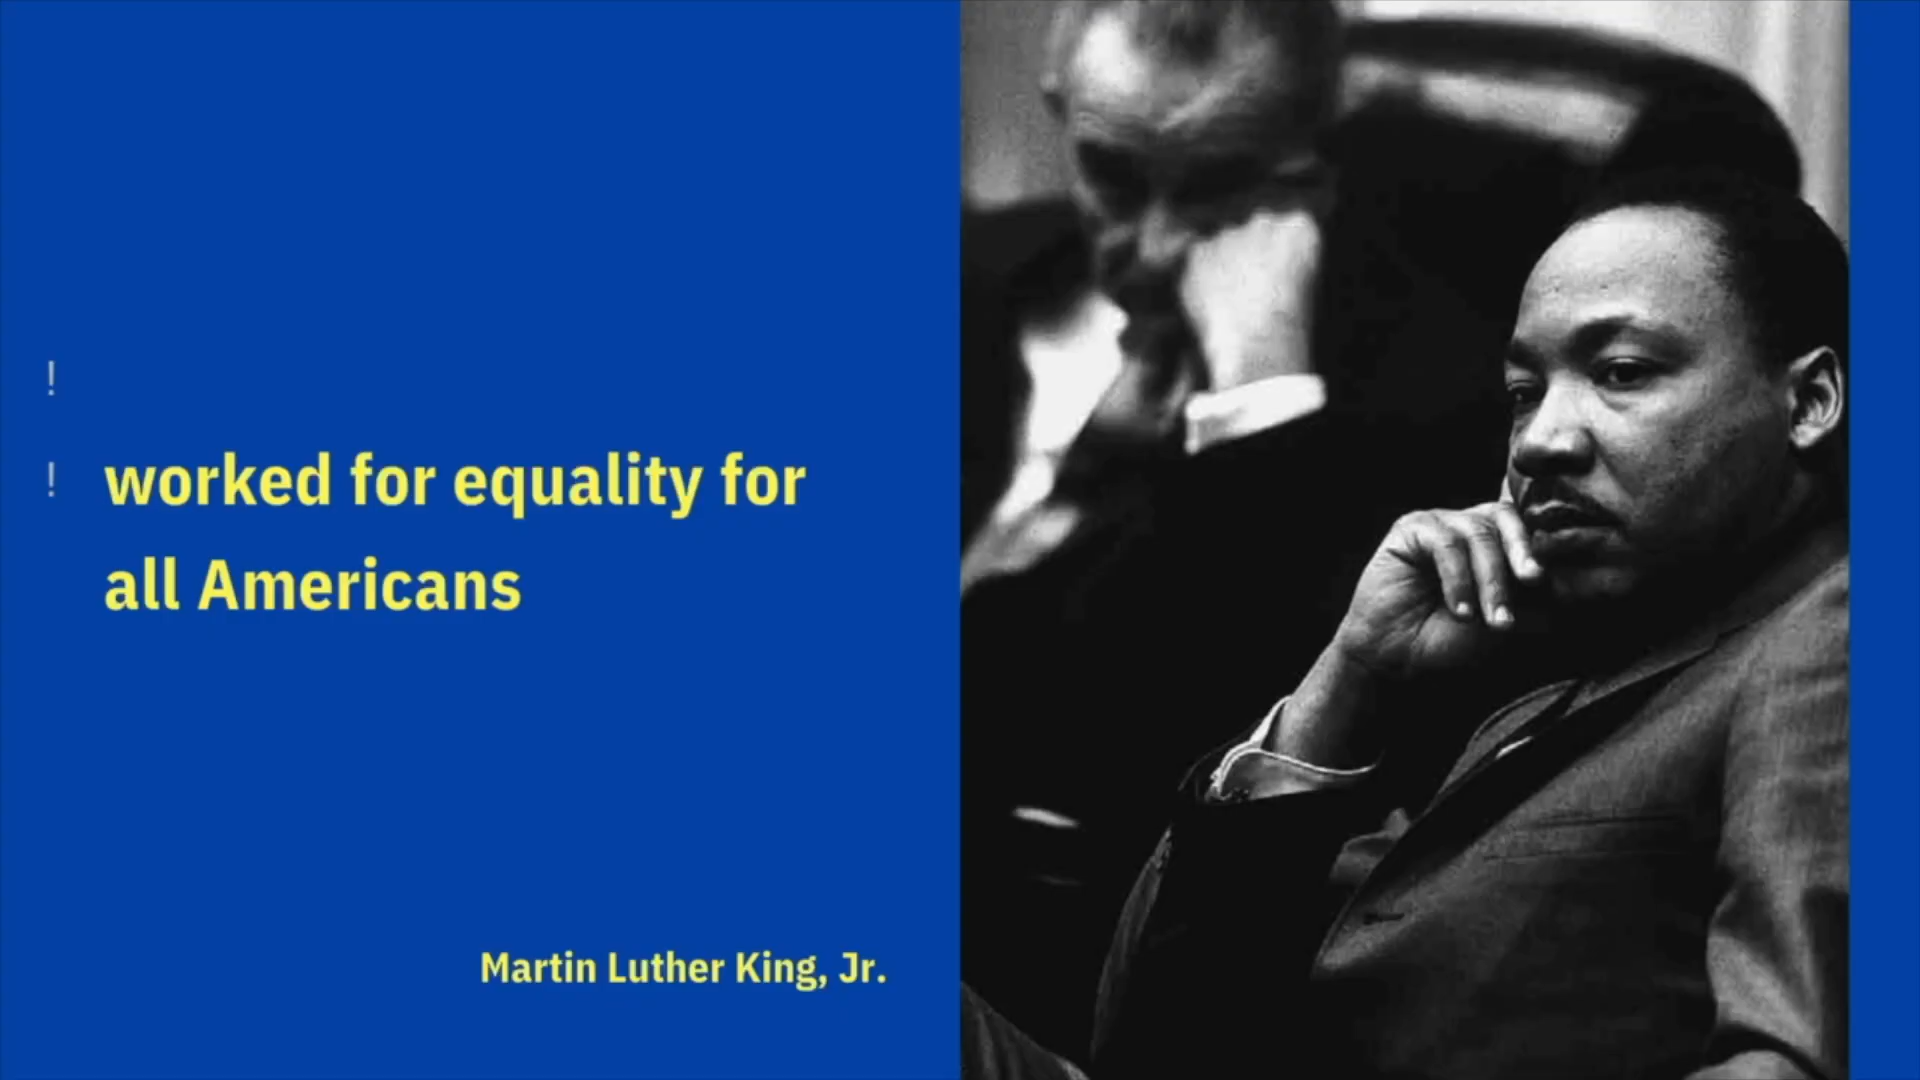 !
! worked for equality for
all Americans
Martin Luther King, Jr.